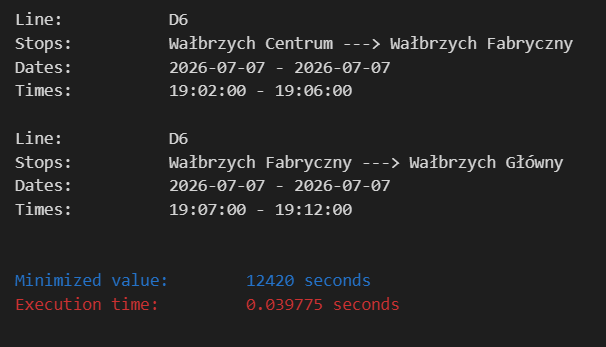 Line: D6
Stops: Wałbrzych Centrum ---> Wałbrzych Fabryczny
Dates: 2026-07-07 - 2026-07-07
Times: 19:02:00 - 19:06:00
Line: D6
Stops: Wałbrzych Fabryczny ---> Wałbrzych Główny
Dates: 2026-07-07 - 2026-07-07
Times: 19:07:00 - 19:12:00
Minimized value: 12420 seconds
Execution time: 0.039775 seconds